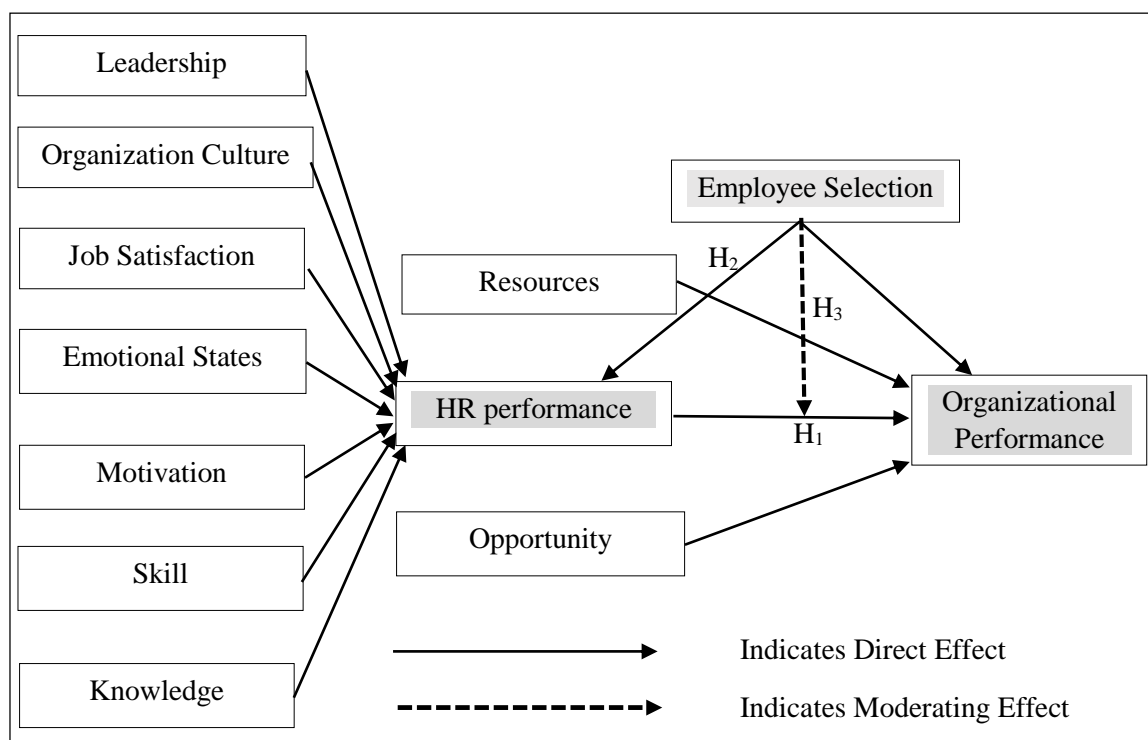 Leadership
Organization Culture
Job Satisfaction
Emotional States
Motivation
Skill
Knowledge
Employee Selection
Resources
H₂
H₃
HR performance
H₁
Organizational
Performance
Opportunity
Indicates Direct Effect
Indicates Moderating Effect